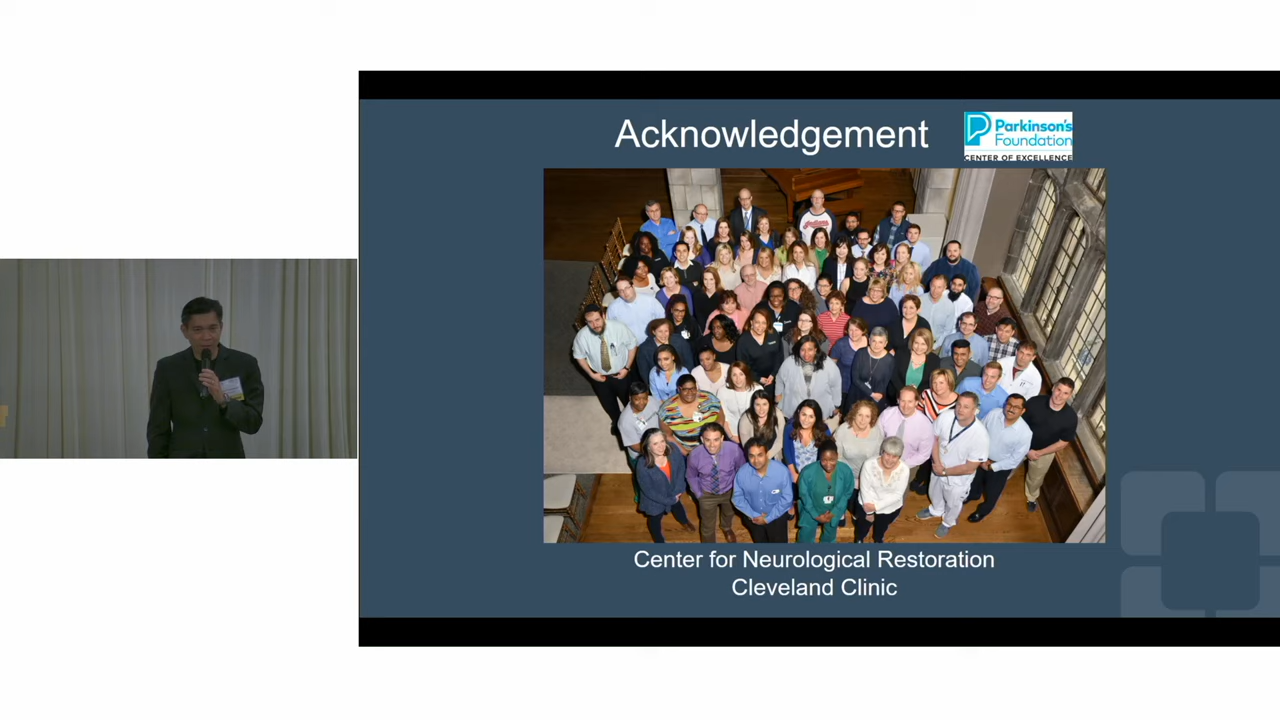 Acknowledgement
Parkinson's
Foundation
CENTER OF EXCELLENCE
Center for Neurological Restoration
Cleveland Clinic